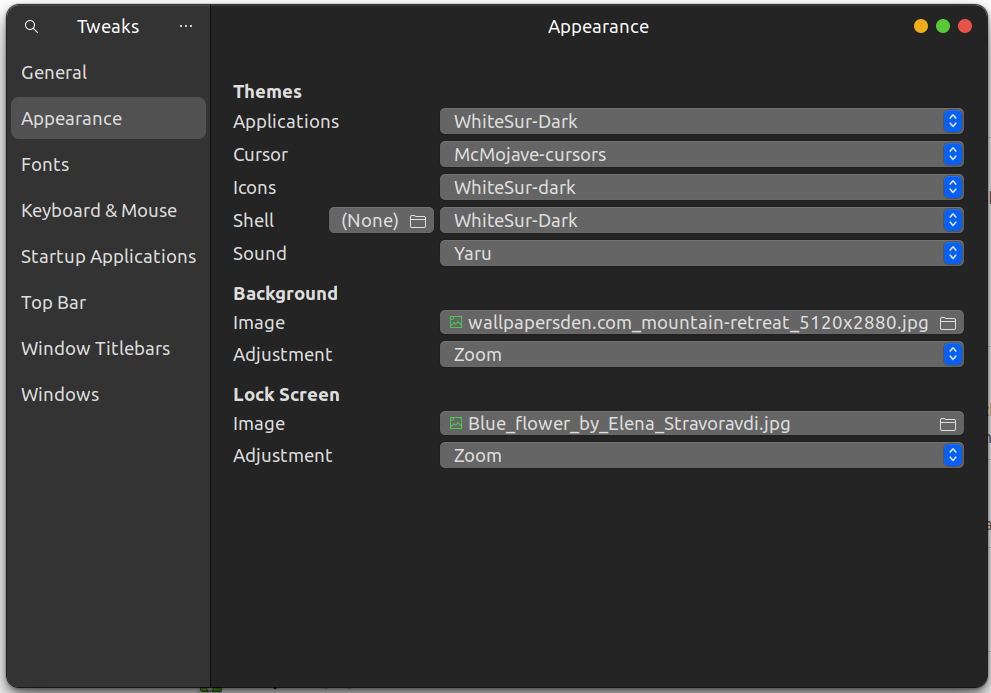 Tweaks
Appearance
General
Appearance
Fonts
Keyboard & Mouse
Startup Applications
Top Bar
Window Titlebars
Windows
Themes
Applications WhiteSur-Dark
Cursor McMojave-cursors
Icons WhiteSur-dark
Shell (None) WhiteSur-Dark
Sound Yaru
Background
Image wallpapersden.com_mountain-retreat_5120x2880.jpg
Adjustment Zoom
Lock Screen
Image Blue_flower_by_Elena_Stravoravdi.jpg
Adjustment Zoom